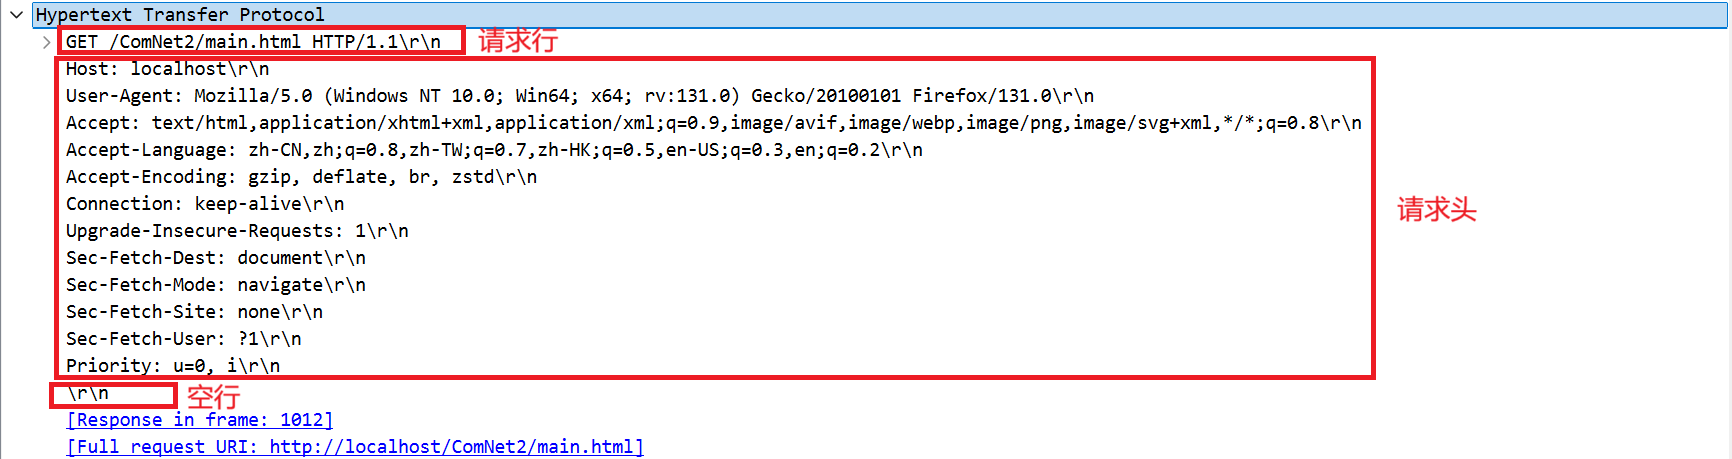 Hypertext Transfer Protocol
GET /ComNet2/main.html HTTP/1.1\r\n 请求行
Host: localhost\r\n
User-Agent: Mozilla/5.0 (Windows NT 10.0; Win64; x64; rv:131.0) Gecko/20100101 Firefox/131.0\r\n
Accept: text/html,application/xhtml+xml,application/xml;q=0.9,image/avif,image/webp,image/png,image/svg+xml,*/*;q=0.8\r\n
Accept-Language: zh-CN,zh;q=0.8,zh-TW;q=0.7,zh-HK;q=0.5,en-US;q=0.3,en;q=0.2\r\n
Accept-Encoding: gzip, deflate, br, zstd\r\n
Connection: keep-alive\r\n
请求头
Upgrade-Insecure-Requests: 1\r\n
Sec-Fetch-Dest: document\r\n
Sec-Fetch-Mode: navigate\r\n
Sec-Fetch-Site: none\r\n
Sec-Fetch-User: ?1\r\n
Priority: u=0, i\r\n
\r\n 空行
[Response in frame: 1012]
[Full request URI: http://localhost/ComNet2/main.html]